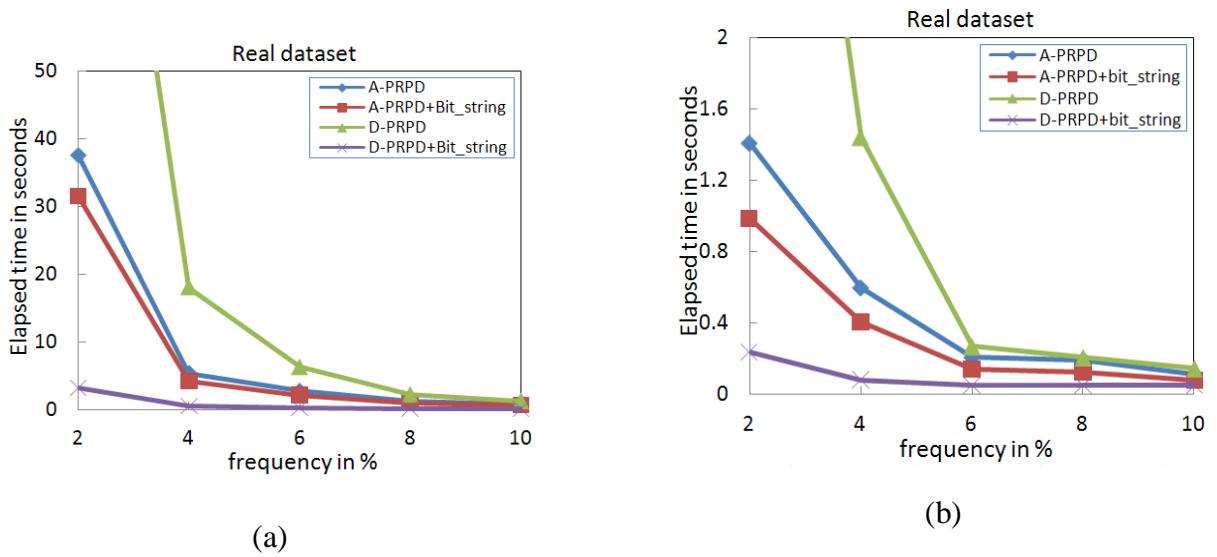 Real dataset
50
40
30
20
10
0
Elapsed time in seconds
A-PRPD
A-PRPD+Bit_string
D-PRPD
D-PRPD+Bit_string
2 4 6 8 10
frequency in %
(a)
Real dataset
2
1.6
1.2
0.8
0.4
0
Elapsed time in seconds
A-PRPD
A-PRPD+bit_string
D-PRPD
D-PRPD+bit_string
2 4 6 8 10
frequency in %
(b)